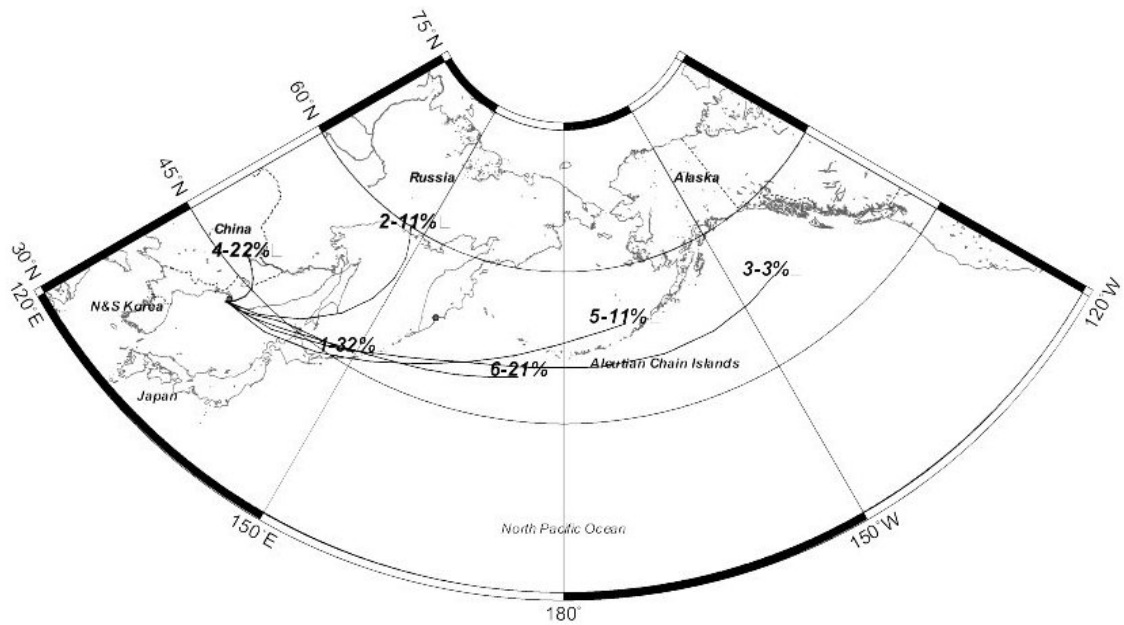 75°N
60°N
45°N
30°N
120°E
Russia
Alaska
China
2-11%
4-22%
3-3%
N&S Korea
5-11%
1-32%
6-21%
Aleutian Chain Islands
Japan
120°W
150°E
North Pacific Ocean
150°W
180°